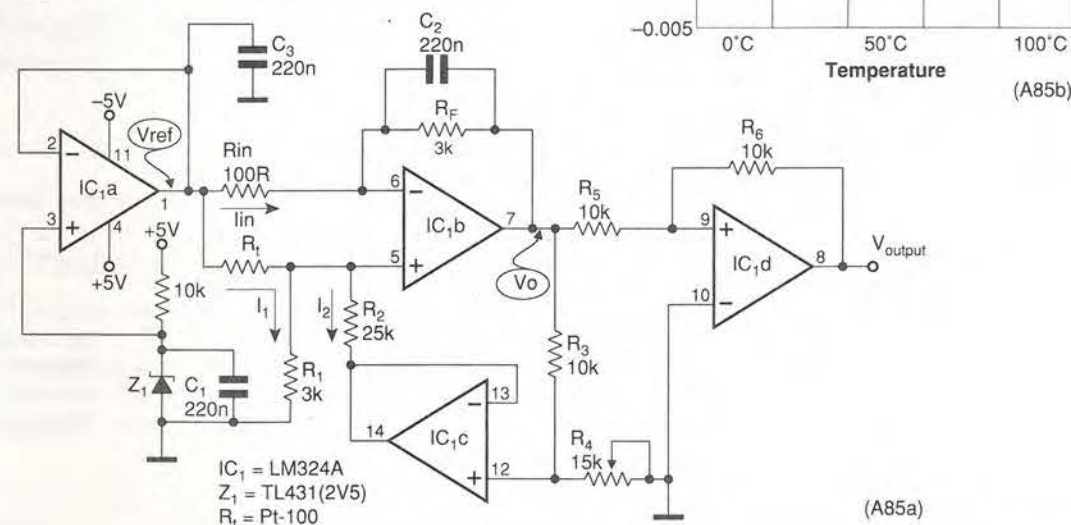 −0.005
0°C 50°C 100°C
Temperature
(A85b)
C3
220n
C2
220n
−5V
Vref
RF
3k
R6
10k
2
−
11
Rin
100R
6
−
IC1a
1
Iin
IC1b
7
R5
10k
9
+
3
+
4
+5V
Rt
5
+
Vo
IC1d
8
Voutput
+5V
10k
I1
I2
R2
25k
10
−
R3
10k
Z1
C1
220n
R1
3k
13
−
14
IC1c
12
+
R4
15k
IC1 = LM324A
Z1 = TL431(2V5)
Rt = Pt-100
(A85a)